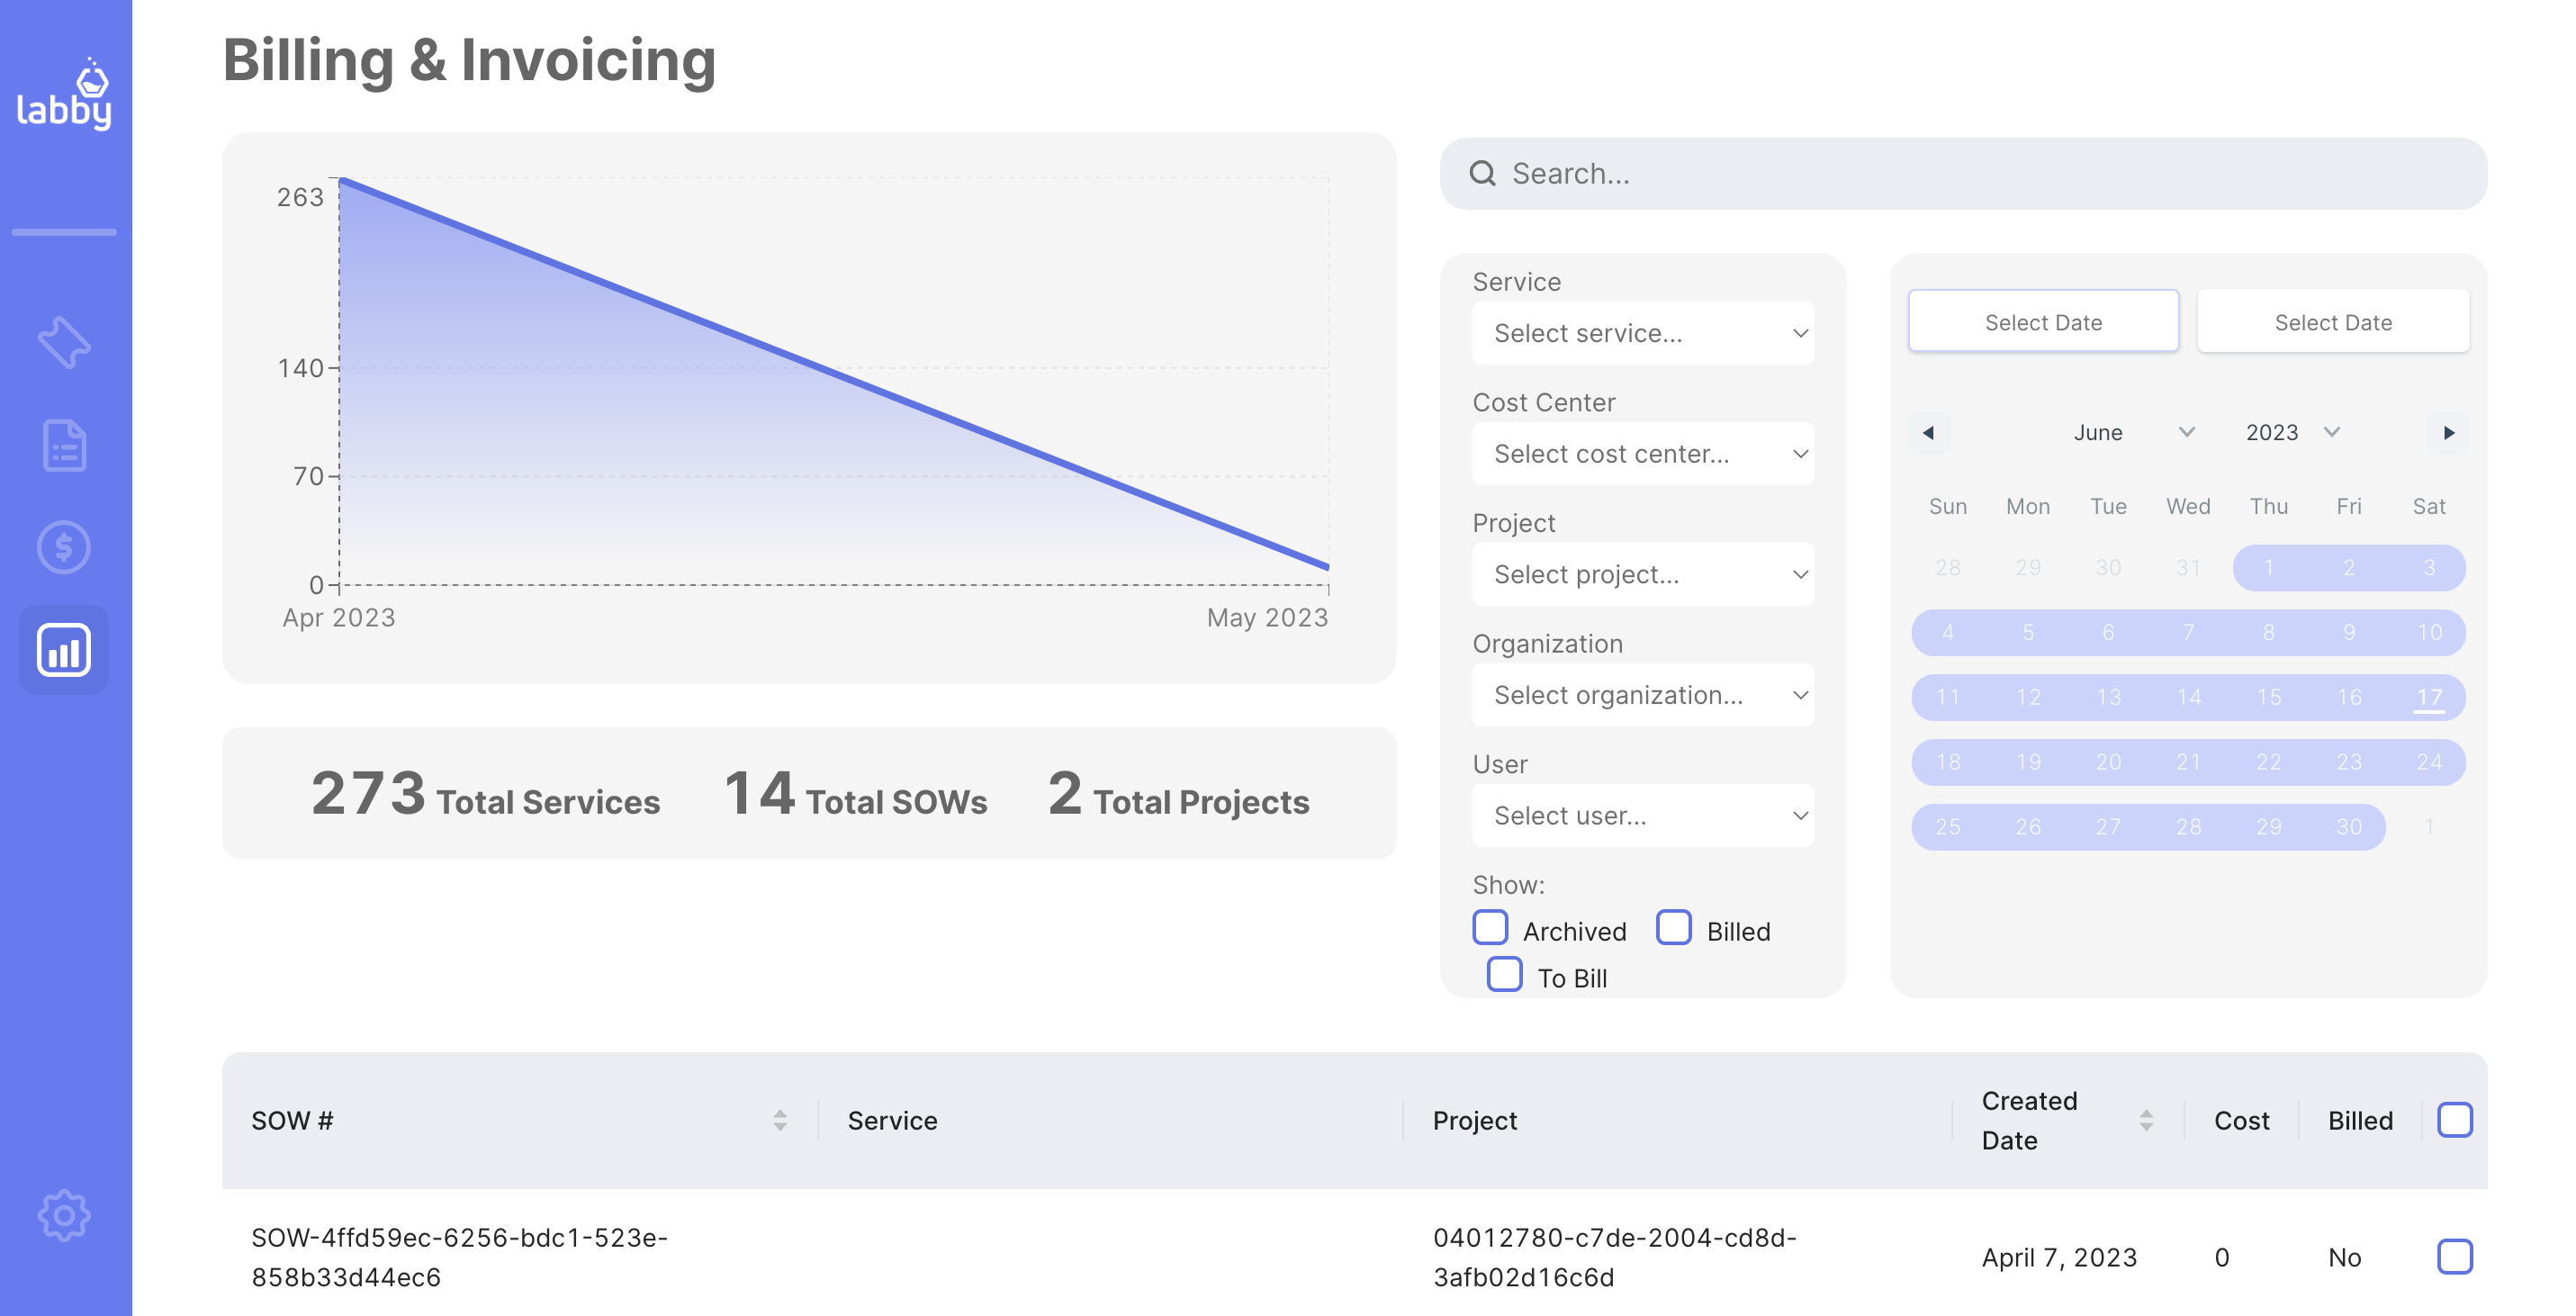 labby
Billing & Invoicing
263
140
70
0
Apr 2023
May 2023
273 Total Services
14 Total SOWs
2 Total Projects
Search...
Service
Select service...
Cost Center
Select cost center...
Project
Select project...
Organization
Select organization...
User
Select user...
Show:
Archived
Billed
To Bill
Select Date
Select Date
June
2023
Sun Mon Tue Wed Thu Fri Sat
28 29 30 31 1 2 3
4 5 6 7 8 9 10
11 12 13 14 15 16 17
18 19 20 21 22 23 24
25 26 27 28 29 30 1
SOW #
Service
Project
Created
Date
Cost
Billed
SOW-4ffd59ec-6256-bdc1-523e-
858b33d44ec6
04012780-c7de-2004-cd8d-
3afb02d16c6d
April 7, 2023
0
No